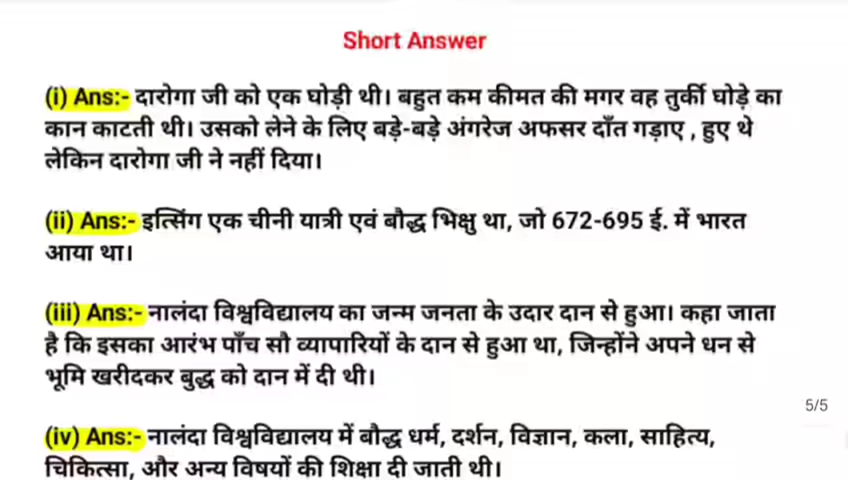 Short Answer
(i) Ans:- दारोगा जी को एक घोड़ी थी। बहुत कम कीमत की मगर वह तुर्की घोड़े का
कान काटती थी। उसको लेने के लिए बड़े-बड़े अंगरेज अफसर दाँत गड़ाए , हुए थे
लेकिन दारोगा जी ने नहीं दिया।
(ii) Ans:- इत्सिंग एक चीनी यात्री एवं बौद्ध भिक्षु था, जो 672-695 ई. में भारत
आया था।
(iii) Ans:- नालंदा विश्वविद्यालय का जन्म जनता के उदार दान से हुआ। कहा जाता
है कि इसका आरंभ पाँच सौ व्यापारियों के दान से हुआ था, जिन्होंने अपने धन से
भूमि खरीदकर बुद्ध को दान में दी थी।
5/5
(iv) Ans:- नालंदा विश्वविद्यालय में बौद्ध धर्म, दर्शन, विज्ञान, कला, साहित्य,
चिकित्सा, और अन्य विषयों की शिक्षा दी जाती थी।